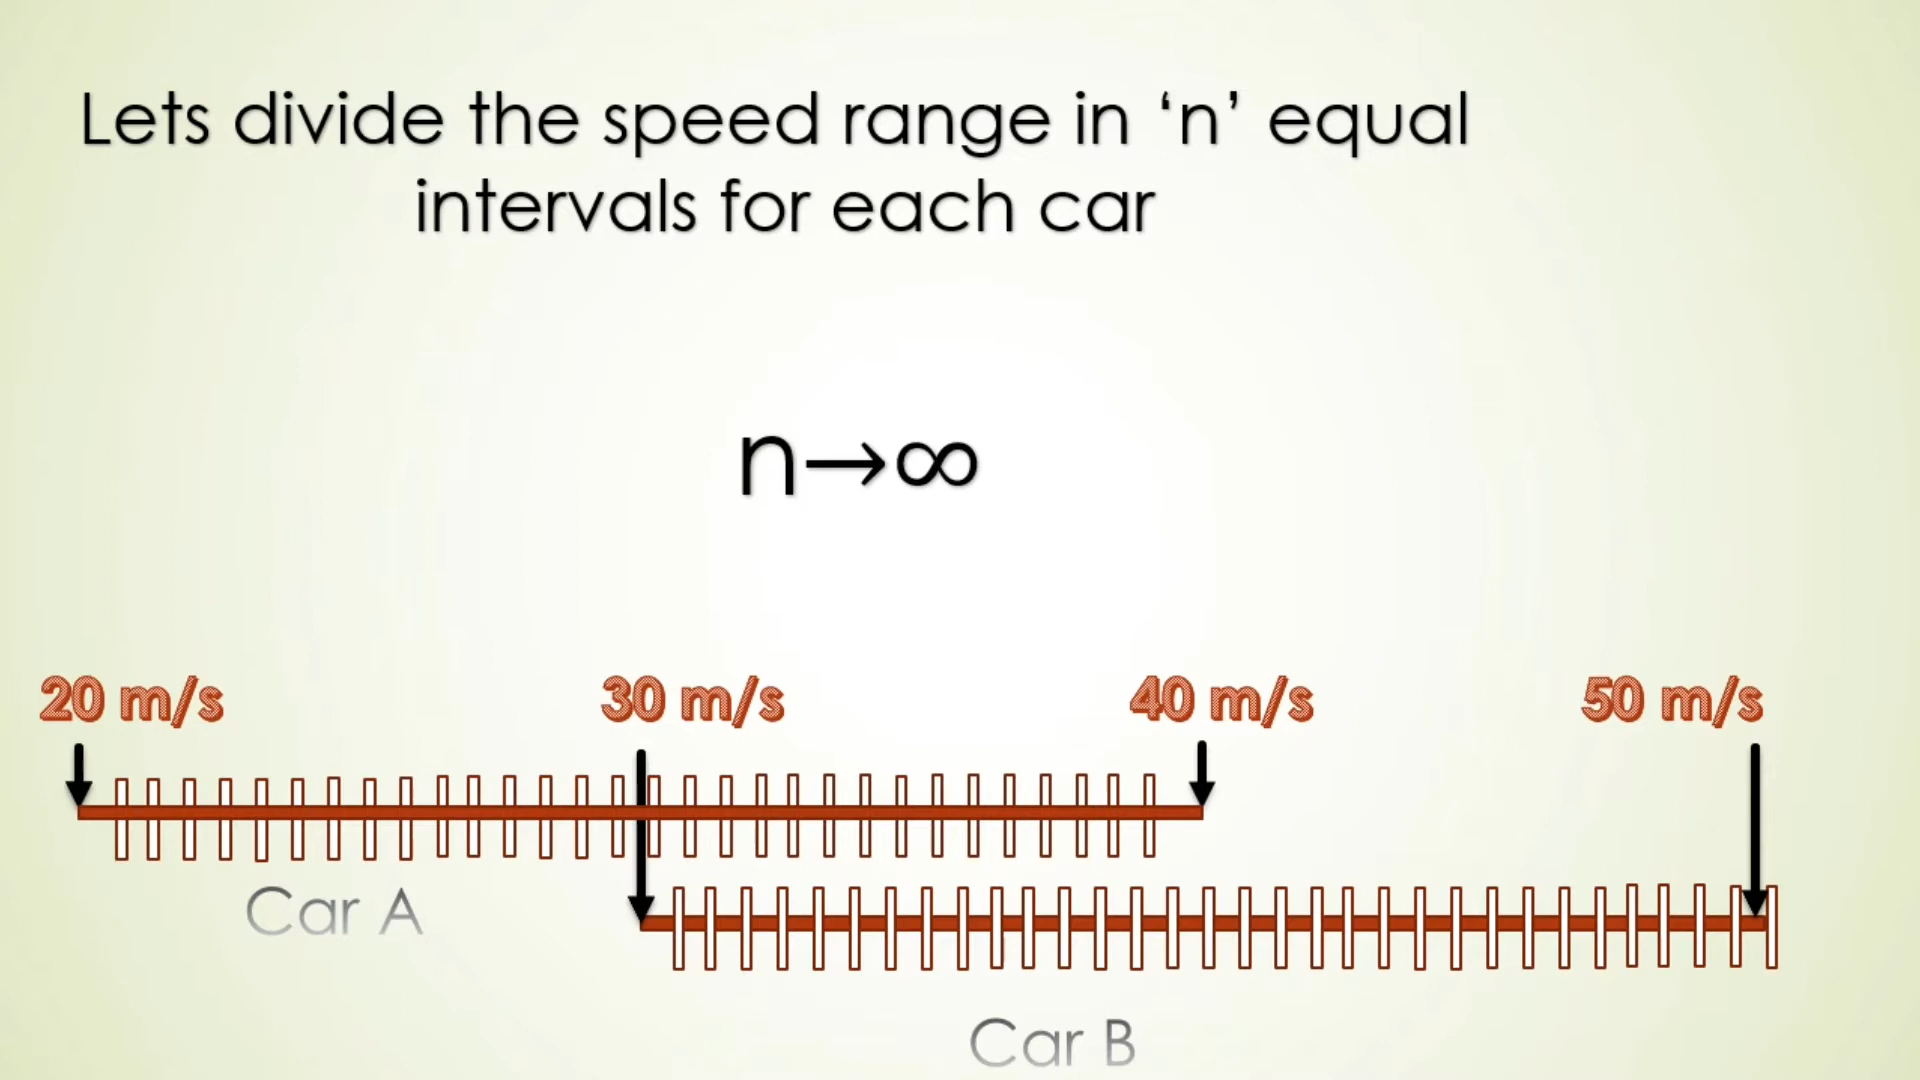 Lets divide the speed range in ‘n’ equal
intervals for each car
n→∞
20 m/s 30 m/s 40 m/s 50 m/s
Car A
Car B